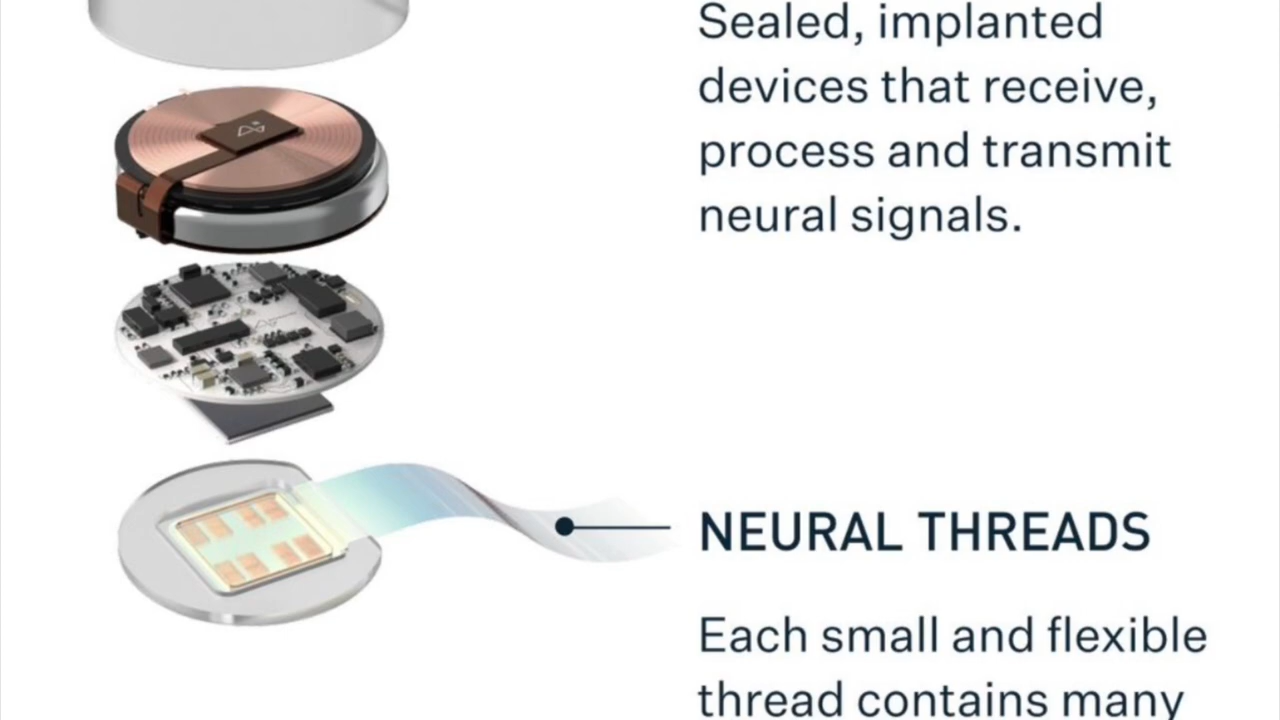 Sealed, implanted
devices that receive,
process and transmit
neural signals.
NEURAL THREADS
Each small and flexible
thread contains many